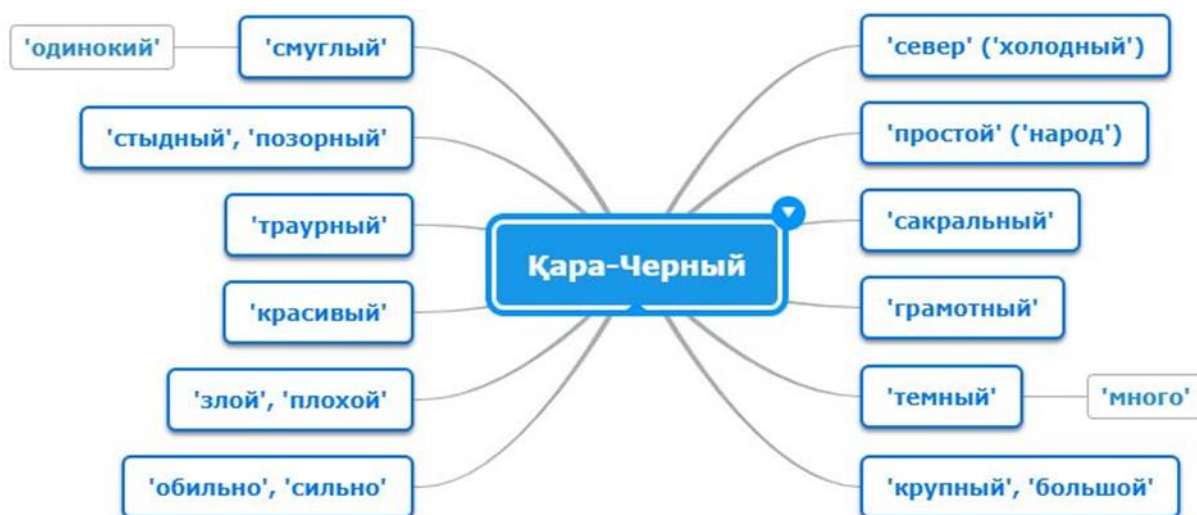 'одинокий'
'смуглый'
'стыдный', 'позорный'
'траурный'
'красивый'
'злой', 'плохой'
'обильно', 'сильно'
Қара-Черный
'север' ('холодный')
'простой' ('народ')
'сакральный'
'грамотный'
'темный'
'много'
'крупный', 'большой'